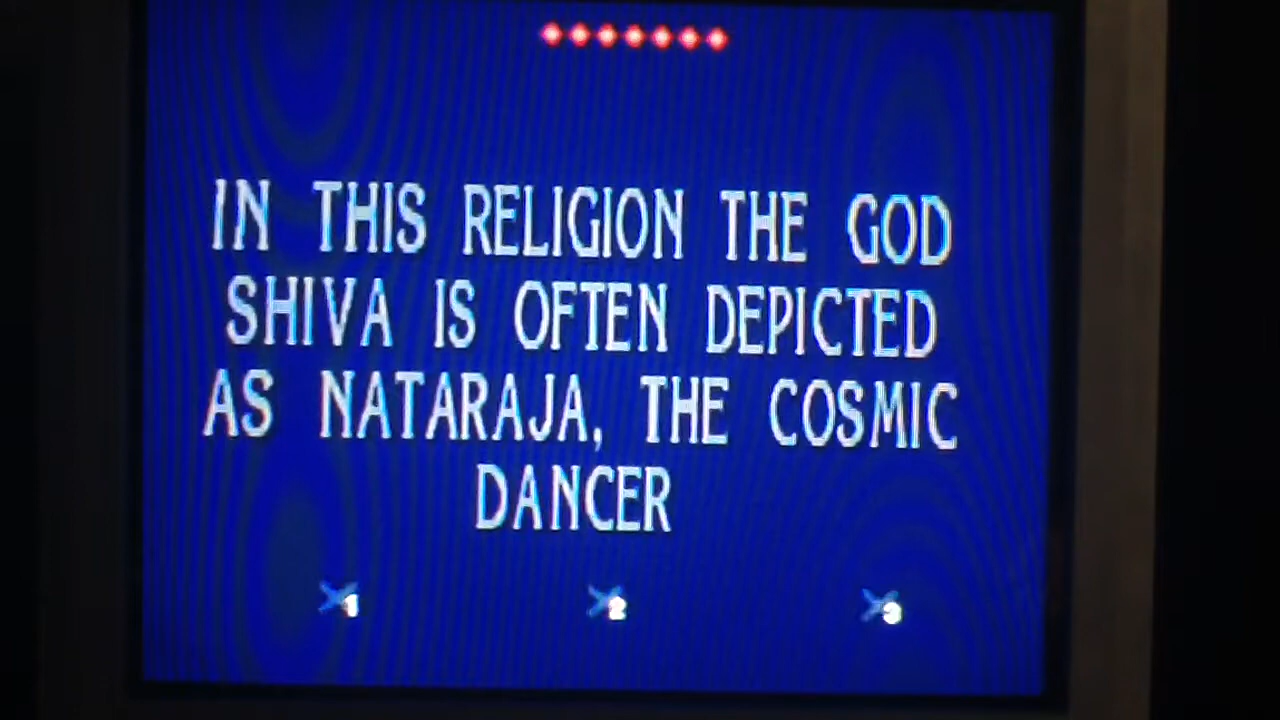 IN THIS RELIGION THE GOD
SHIVA IS OFTEN DEPICTED
AS NATARAJA, THE COSMIC
DANCER
1 2 3